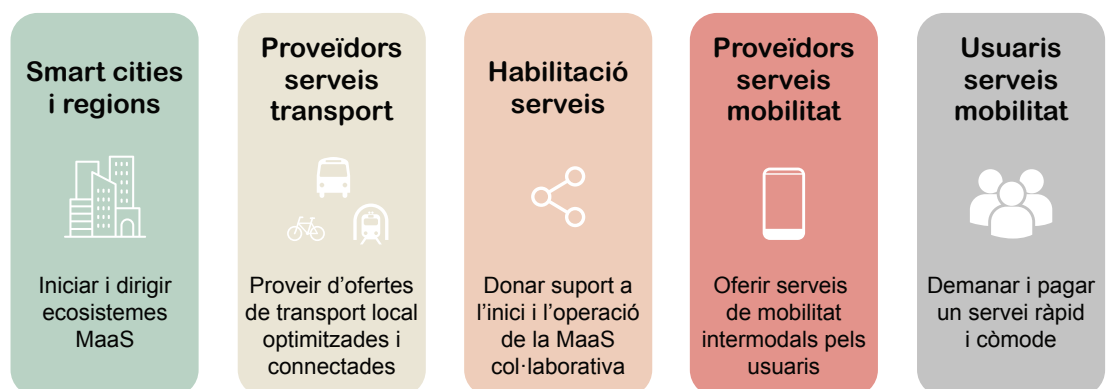 Smart cities
i regions
Iniciar i dirigir
ecosistemes
MaaS
Proveïdors
serveis
transport
Proveir d’ofertes
de transport local
optimitzades i
connectades
Habilitació
serveis
Donar suport a
l’inici i l’operació
de la MaaS
col·laborativa
Proveïdors
serveis
mobilitat
Oferir serveis
de mobilitat
intermodals pels
usuaris
Usuaris
serveis
mobilitat
Demanar i pagar
un servei ràpid
i còmode